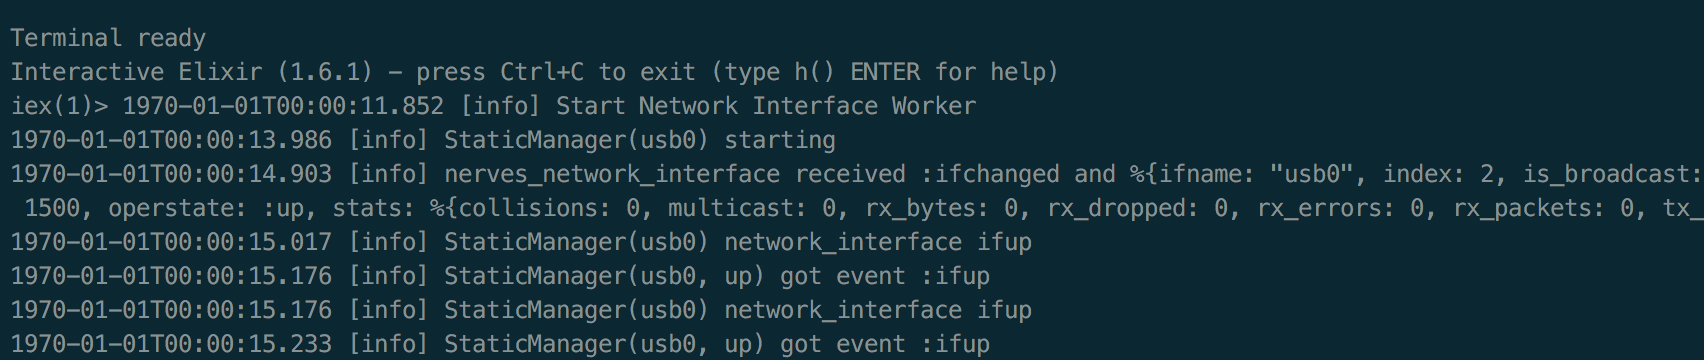 Terminal ready
Interactive Elixir (1.6.1) - press Ctrl+C to exit (type h() ENTER for help)
iex(1)> 1970-01-01T00:00:11.852 [info] Start Network Interface Worker
1970-01-01T00:00:13.986 [info] StaticManager(usb0) starting
1970-01-01T00:00:14.903 [info] nerves_network_interface received :ifchanged and %{ifname: "usb0", index: 2, is_broadcast:
1500, operstate: :up, stats: %{collisions: 0, multicast: 0, rx_bytes: 0, rx_dropped: 0, rx_errors: 0, rx_packets: 0, tx_
1970-01-01T00:00:15.017 [info] StaticManager(usb0) network_interface ifup
1970-01-01T00:00:15.176 [info] StaticManager(usb0, up) got event :ifup
1970-01-01T00:00:15.176 [info] StaticManager(usb0) network_interface ifup
1970-01-01T00:00:15.233 [info] StaticManager(usb0, up) got event :ifup